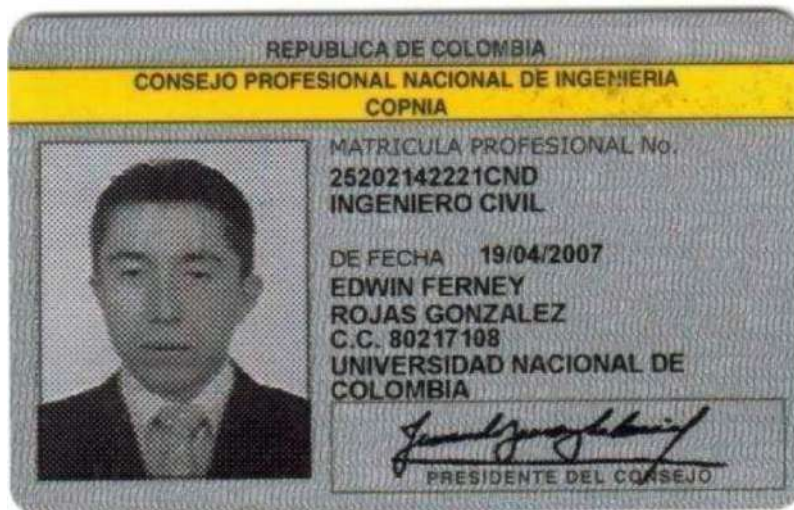 REPUBLICA DE COLOMBIA
CONSEJO PROFESIONAL NACIONAL DE INGENIERIA
COPNIA
MATRICULA PROFESIONAL No.
25202142221CND
INGENIERO CIVIL
DE FECHA 19/04/2007
EDWIN FERNEY
ROJAS GONZALEZ
C.C. 80217108
UNIVERSIDAD NACIONAL DE
COLOMBIA
PRESIDENTE DEL CONSEJO